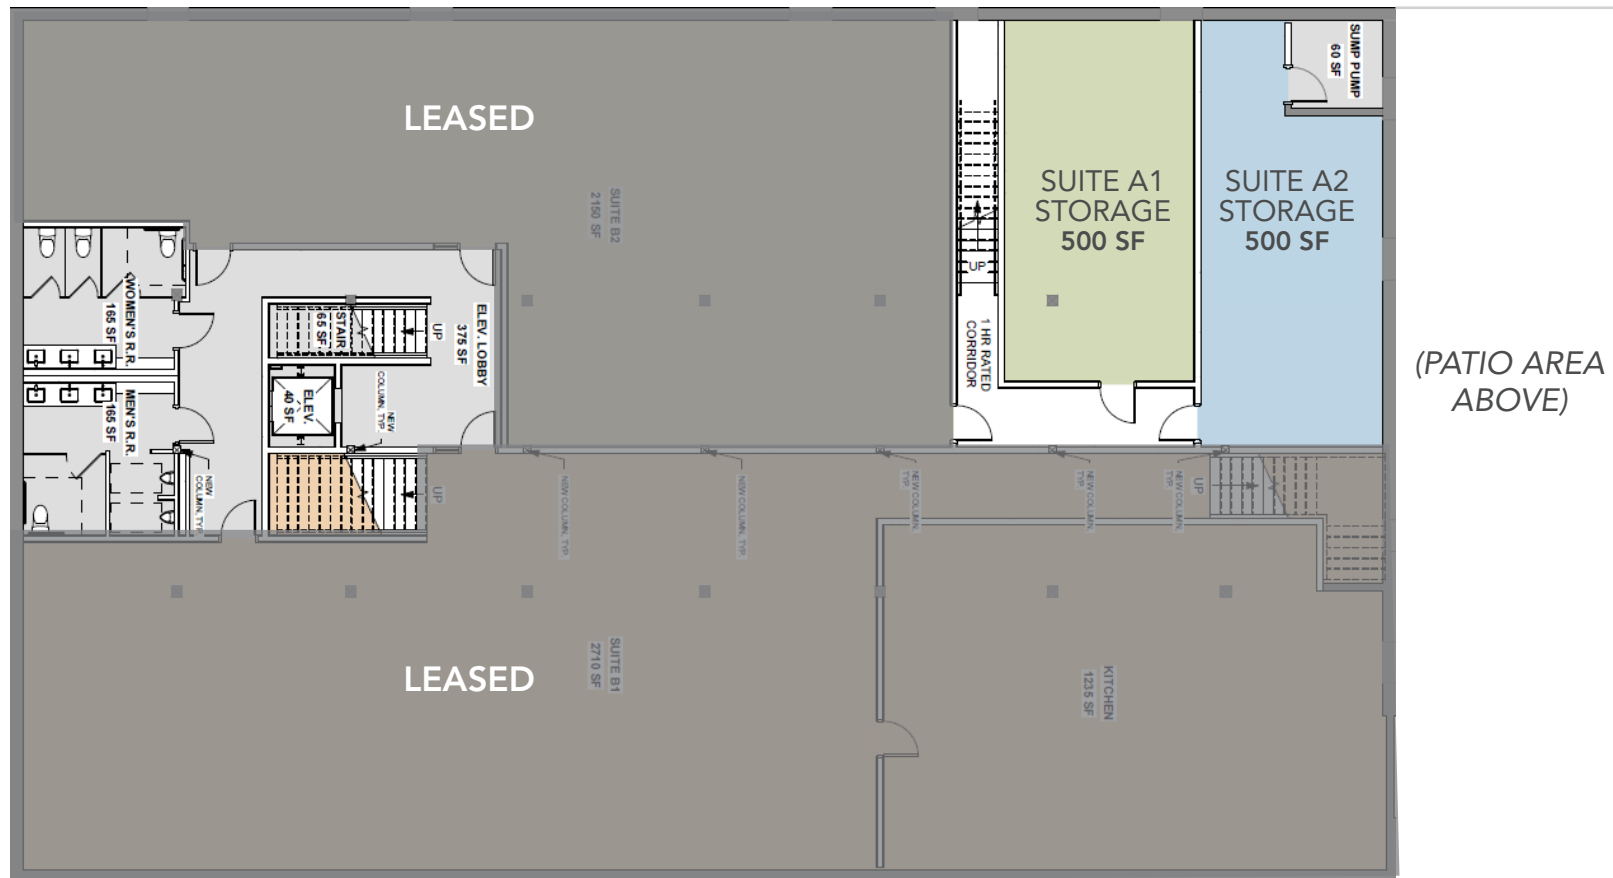 LEASED
SUITE B2
2150 SF
SUITE A1
STORAGE
500 SF
SUITE A2
STORAGE
500 SF
SUMP PUMP
60 SF
UP
1 HR RATED
CORRIDOR
(PATIO AREA
ABOVE)
WOMEN'S R.R.
165 SF
MEN'S R.R.
165 SF
STAIR
65 SF
UP
ELEV. LOBBY
375 SF
ELEV.
40 SF
NEW
COLUMN, TYP.
NEW
COLUMN, TYP.
UP
NEW COLUMN, TYP.
NEW COLUMN, TYP.
NEW COLUMN,
TYP.
NEW COLUMN,
TYP.
NEW COLUMN,
TYP.
UP
LEASED
SUITE B1
2710 SF
KITCHEN
1235 SF